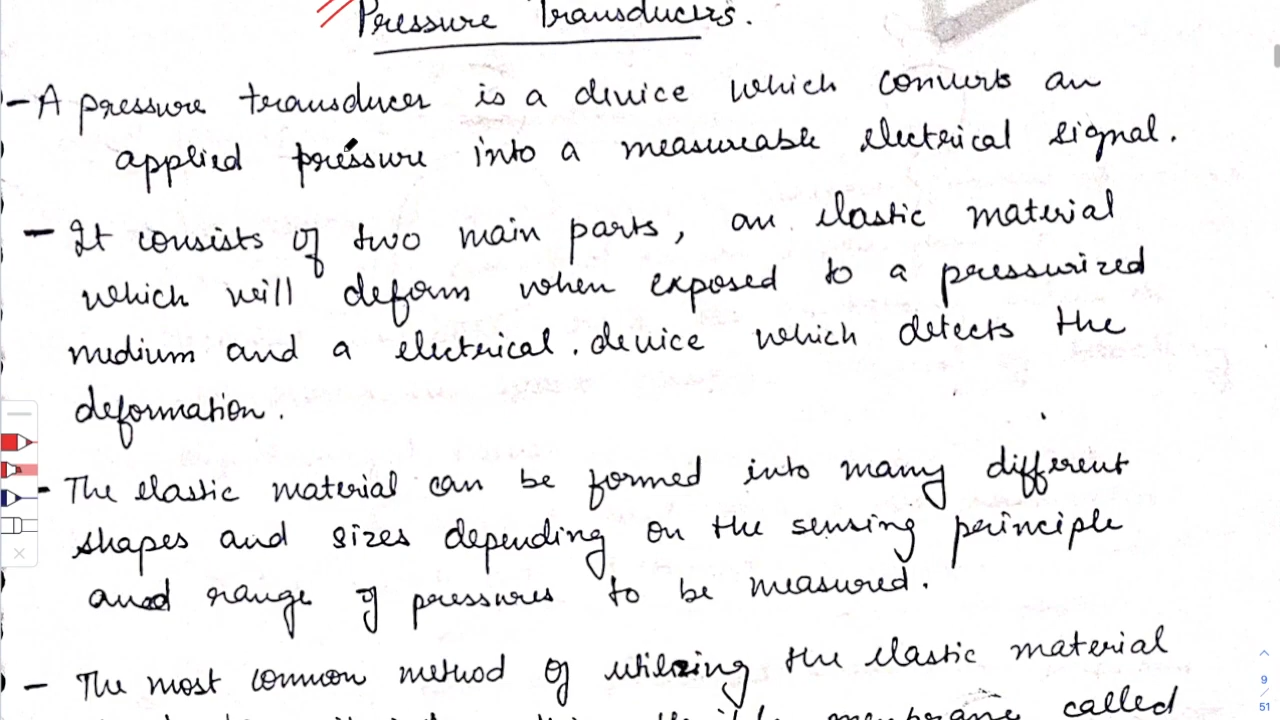 Pressure Transducers.
- A pressure transducer is a device which converts an
applied pressure into a measureable electrical signal.
- It consists of two main parts, an elastic material
which will deform when exposed to a pressurized
medium and a electrical device which detects the
deformation.
- The elastic material can be formed into many different
shapes and sizes depending on the sensing principle
and range of pressures to be measured.
- The most common method of utilizing the elastic material
membrane called
9
/
51